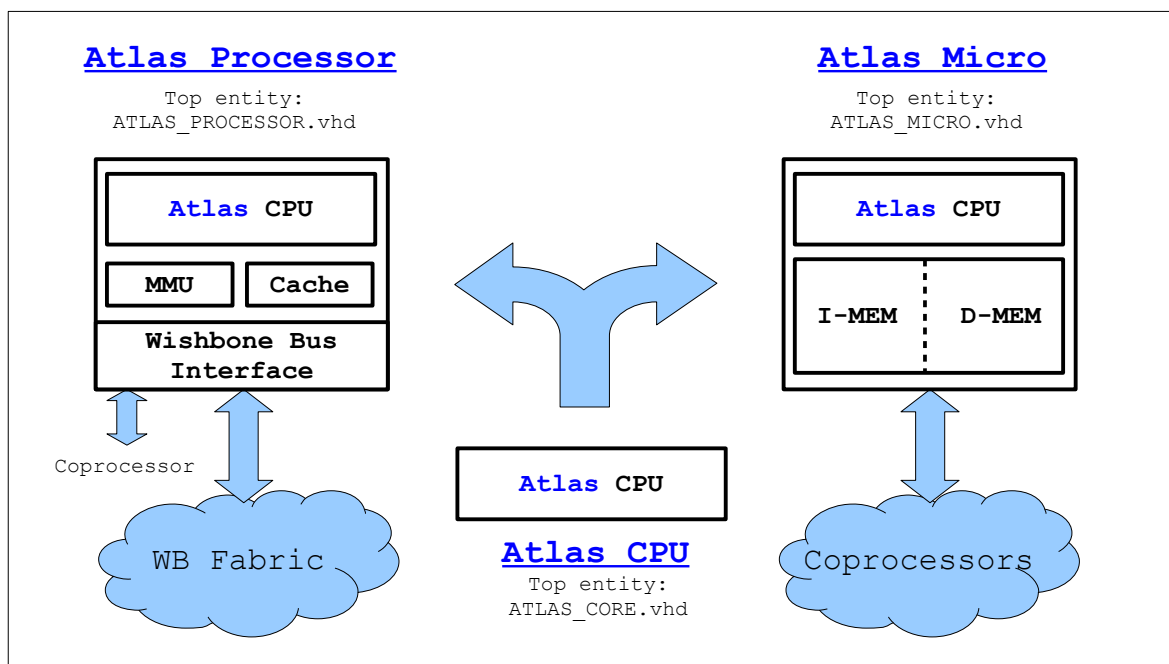 Atlas Processor
Top entity:
ATLAS_PROCESSOR.vhd
Atlas CPU
MMU
Cache
Wishbone Bus
Interface
Coprocessor
WB Fabric
Atlas CPU
Atlas CPU
Top entity:
ATLAS_CORE.vhd
Atlas Micro
Top entity:
ATLAS_MICRO.vhd
Atlas CPU
I-MEM
D-MEM
Coprocessors